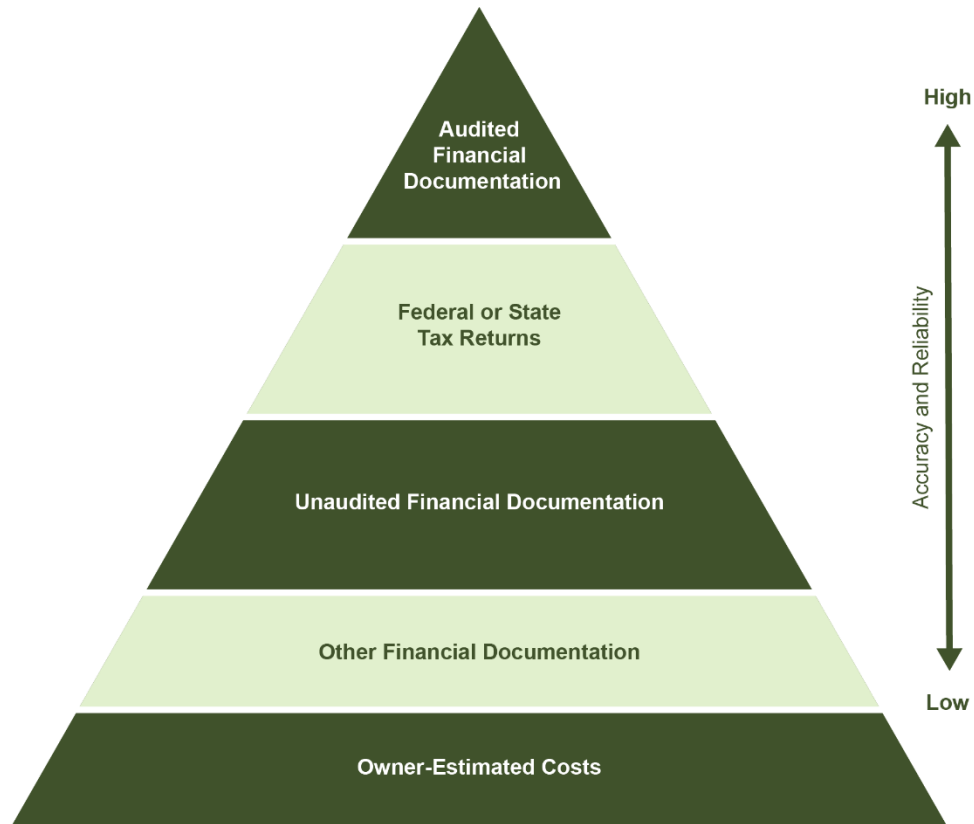 High
Audited
Financial
Documentation
Federal or State
Tax Returns
Accuracy and Reliability
Unaudited Financial Documentation
Other Financial Documentation
Low
Owner-Estimated Costs